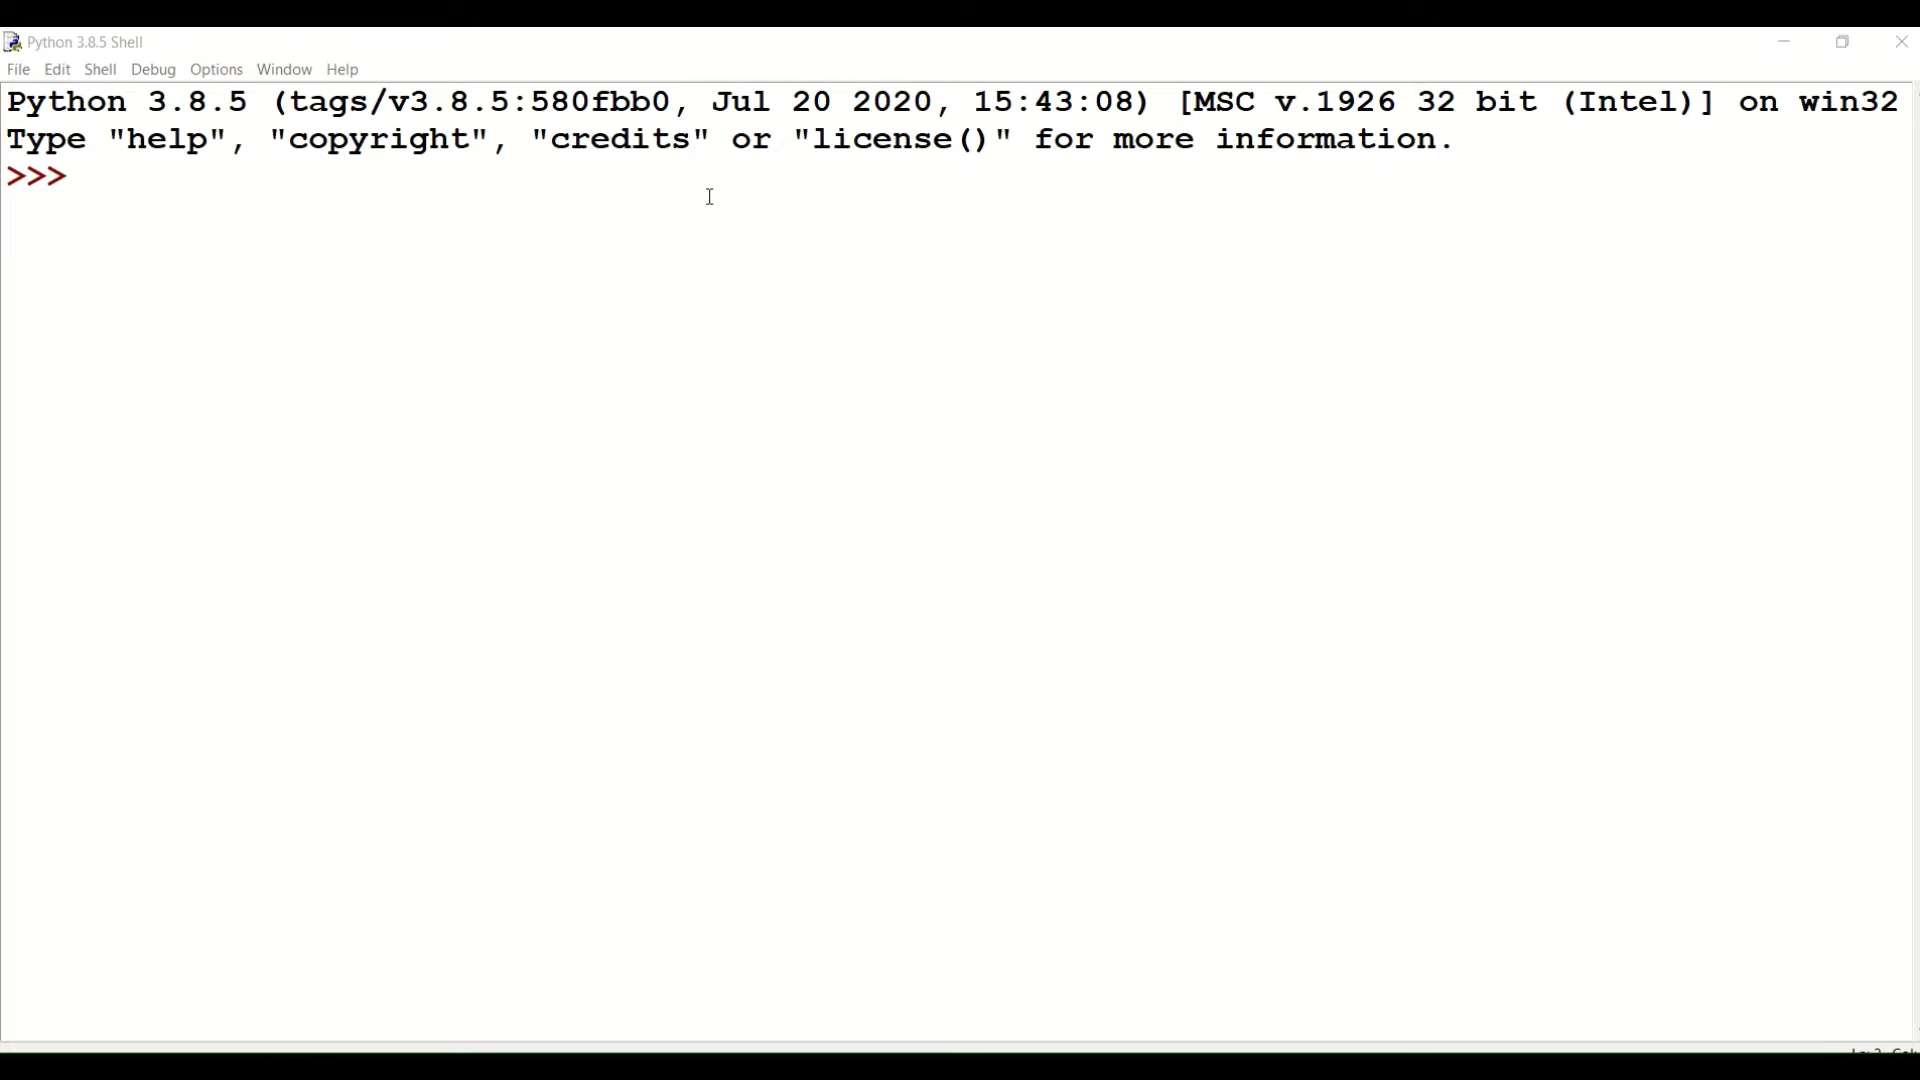 Python 3.8.5 Shell
File Edit Shell Debug Options Window Help
Python 3.8.5 (tags/v3.8.5:580fbb0, Jul 20 2020, 15:43:08) [MSC v.1926 32 bit (Intel)] on win32
Type "help", "copyright", "credits" or "license()" for more information.
>>>